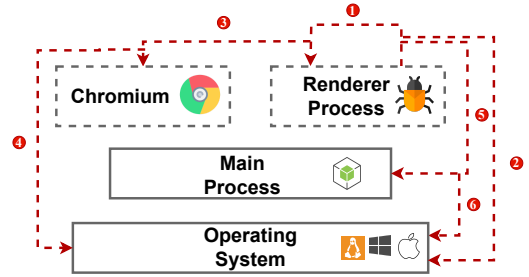 1
3
Chromium
Renderer
Process
4
5
Main
Process
2
6
Operating
System